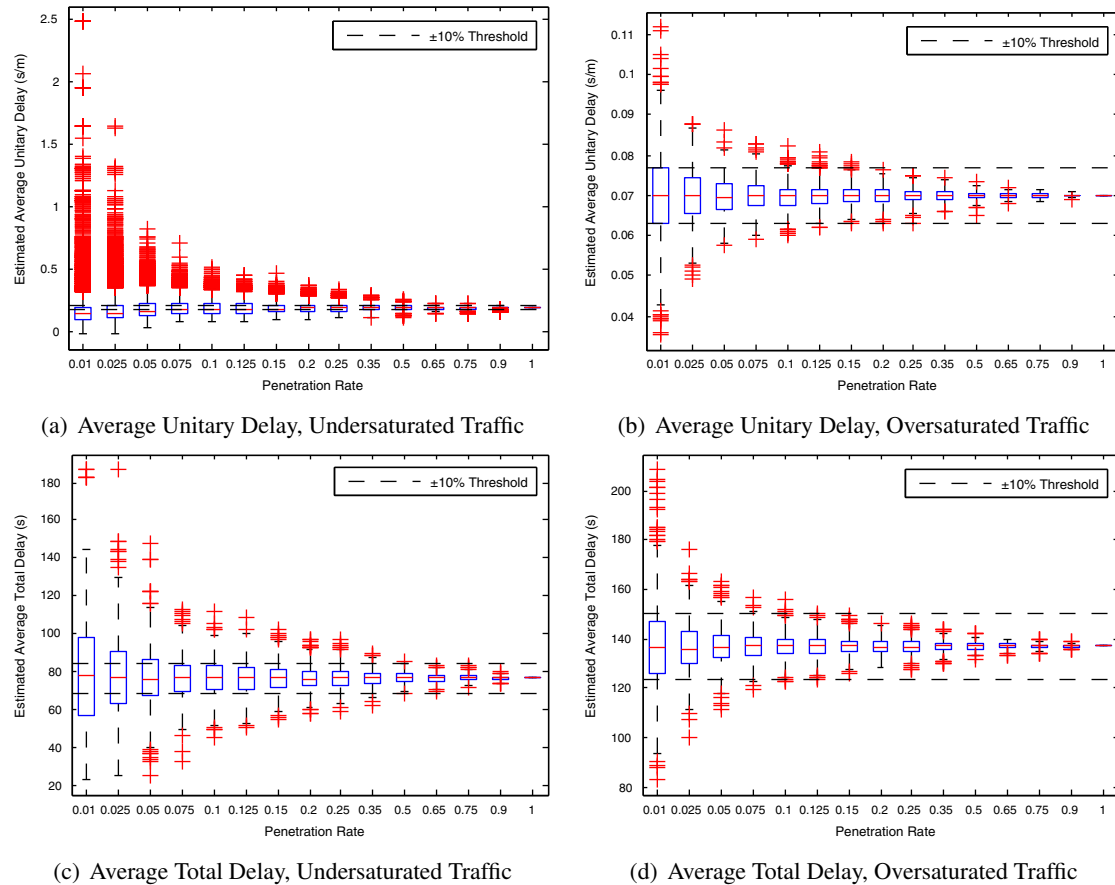 ±10% Threshold
Estimated Average Unitary Delay (s/m)
2.5
2
1.5
1
0.5
0
0.01 0.025 0.05 0.075 0.1 0.125 0.15 0.2 0.25 0.35 0.5 0.65 0.75 0.9 1
Penetration Rate
(a) Average Unitary Delay, Undersaturated Traffic
±10% Threshold
Estimated Average Unitary Delay (s/m)
0.11
0.1
0.09
0.08
0.07
0.06
0.05
0.04
0.01 0.025 0.05 0.075 0.1 0.125 0.15 0.2 0.25 0.35 0.5 0.65 0.75 0.9 1
Penetration Rate
(b) Average Unitary Delay, Oversaturated Traffic
±10% Threshold
Estimated Average Total Delay (s)
180
160
140
120
100
80
60
40
20
0.01 0.025 0.05 0.075 0.1 0.125 0.15 0.2 0.25 0.35 0.5 0.65 0.75 0.9 1
Penetration Rate
(c) Average Total Delay, Undersaturated Traffic
±10% Threshold
Estimated Average Total Delay (s)
200
180
160
140
120
100
80
0.01 0.025 0.05 0.075 0.1 0.125 0.15 0.2 0.25 0.35 0.5 0.65 0.75 0.9 1
Penetration Rate
(d) Average Total Delay, Oversaturated Traffic